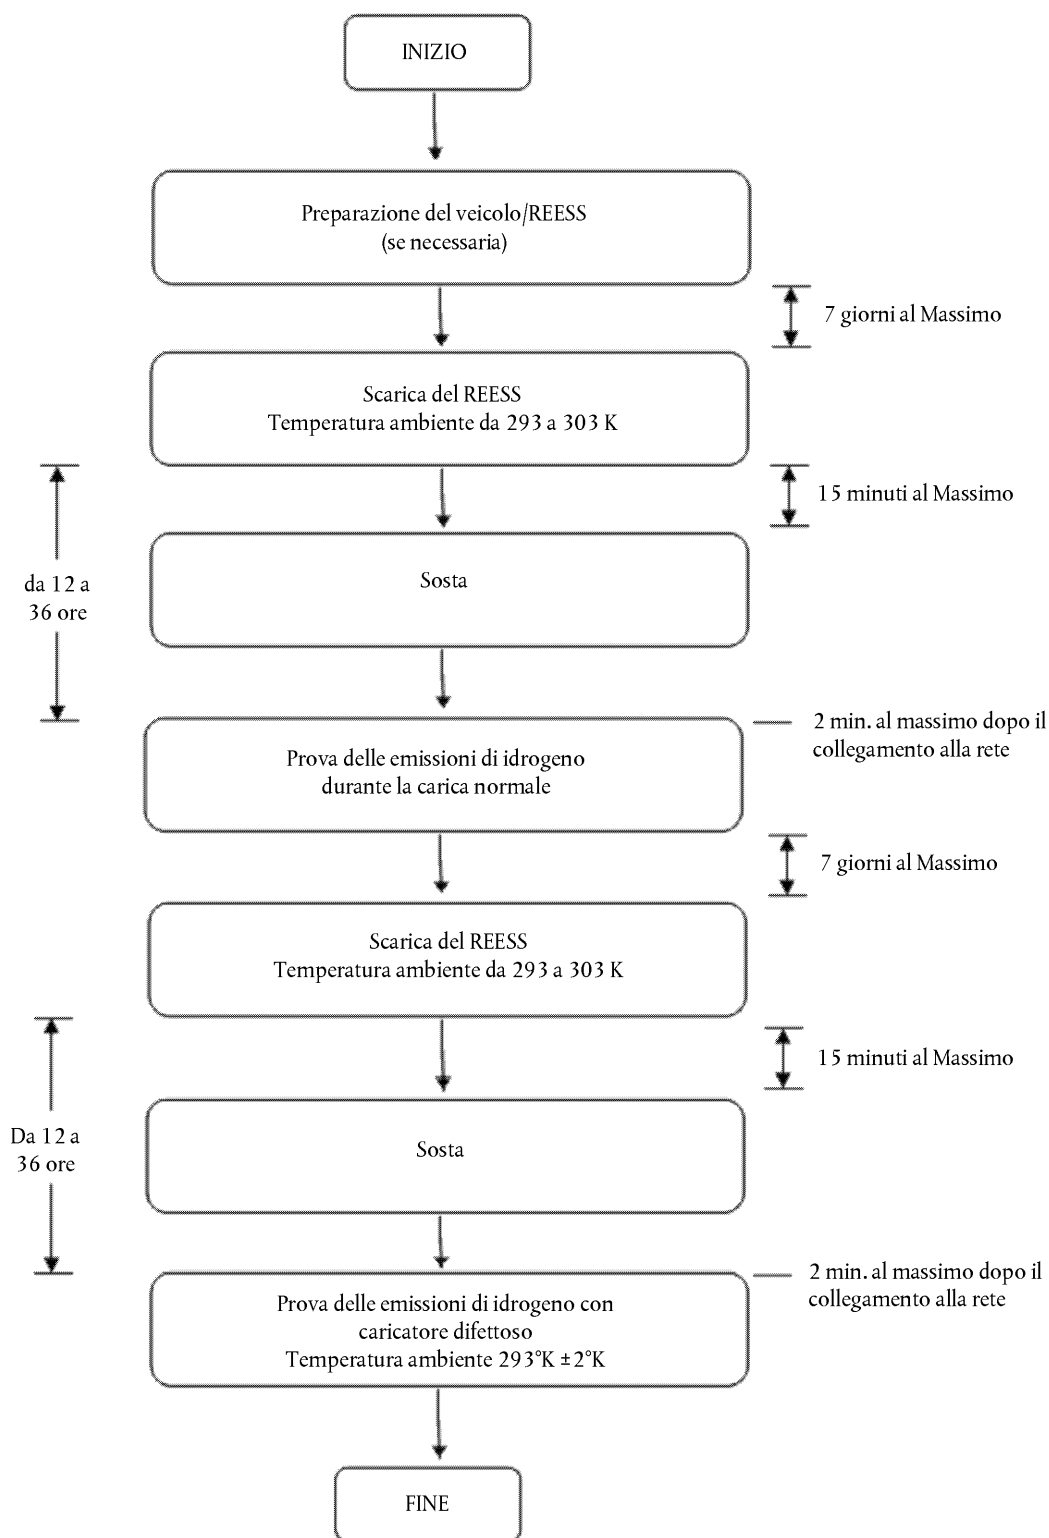 INIZIO
Preparazione del veicolo/REESS
(se necessaria)
7 giorni al Massimo
Scarica del REESS
Temperatura ambiente da 293 a 303 K
15 minuti al Massimo
da 12 a
36 ore
Sosta
2 min. al massimo dopo il
collegamento alla rete
Prova delle emissioni di idrogeno
durante la carica normale
7 giorni al Massimo
Scarica del REESS
Temperatura ambiente da 293 a 303 K
15 minuti al Massimo
Da 12 a
36 ore
Sosta
2 min. al massimo dopo il
collegamento alla rete
Prova delle emissioni di idrogeno con
caricatore difettoso
Temperatura ambiente 293°K ±2°K
FINE